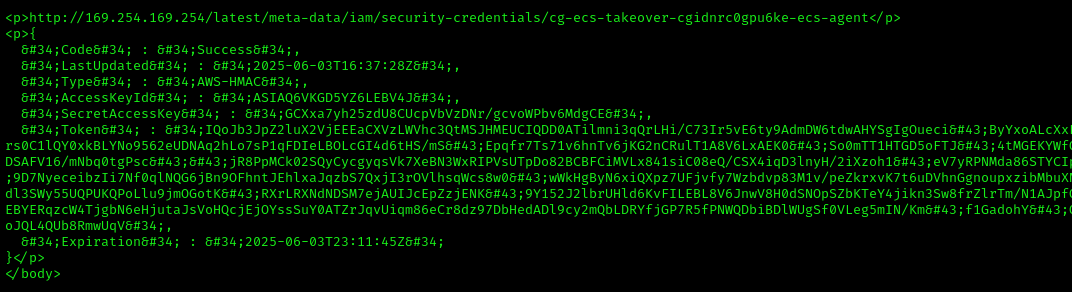 <p>http://169.254.169.254/latest/meta-data/iam/security-credentials/cg-ecs-takeover-cgidnrc0gpu6ke-ecs-agent</p>
<p>{
&#34;Code&#34; : &#34;Success&#34;,
&#34;LastUpdated&#34; : &#34;2025-06-03T16:37:28Z&#34;,
&#34;Type&#34; : &#34;AWS-HMAC&#34;,
&#34;AccessKeyId&#34; : &#34;ASIAQ6VKGD5YZ6LEBV4J&#34;,
&#34;SecretAccessKey&#34; : &#34;GCXxa7yh25zdU8CUcpVbVzDNr/gcvoWPbv6MdgCE&#34;,
&#34;Token&#34; : &#34;IQoJb3JpZ2luX2VjEEEaCXVzLWVhc3QtMSJHMEUCIQDD0ATilmni3qQrLHi/C73Ir5vE6ty9AdmDW6tdwAHYSgIgOueci&#43;ByYxoALcXxL
rs0C1lQY0xkBLYNo9562eUDNAq2hLo7sP1qFDIeLBOLcGI4d6tHS/mS&#43;Epqfr7Ts71v6hnTv6jKG2nCRulT1A8V6LxAEK0&#43;So0mTT1HTGD5oFTJ&#43;4tMGEKYWfG
DSAFV16/mNbq0tgPsc&#43;&#43;jR8PpMCk02SQyCycgyqsVk7XeBN3WxRIPVsUTpDo82BCBFCiMVLx841siC08eQ/CSX4iqD3lnyH/2iXzoh1&#43;eV7yRPNMda86STYCIp
;9D7NyeceibzIi7Nf0qlNQG6jBn9OFhntJEhlxaJqzbS7QxjI3rOVlhsqWcs8w0&#43;wWkHgByN6xiQXpz7UFjvfy7Wzbdvp83M1v/peZkrxvK7t6uDVhnGgnoupxzibMbuXM
dl3SWy55UQPUKQPoLlu9jmOGotK&#43;RXrLRXNdNDSM7ejAUIJcEpZzjENK&#43;9Y152J2lbrUHld6KvFILEBL8V6JnwV8H0dSNOpSZbKTeY4jikn3Sw8frZlrTm/N1AJpfG
EBYERqzcW4TjgbN6eHjutaJsVoHQcjEjOYssSuY0ATZrJqvUiqm86eCr8dz97DbHedADl9cy2mQbLDRYfjGP7R5fPNWQDbiBDlWUgSf0VLeg5mIN/Km&#43;f1GadohY&#43;G
oJQL4QUb8RmwUqV&#34;,
&#34;Expiration&#34; : &#34;2025-06-03T23:11:45Z&#34;
}</p>
</body>